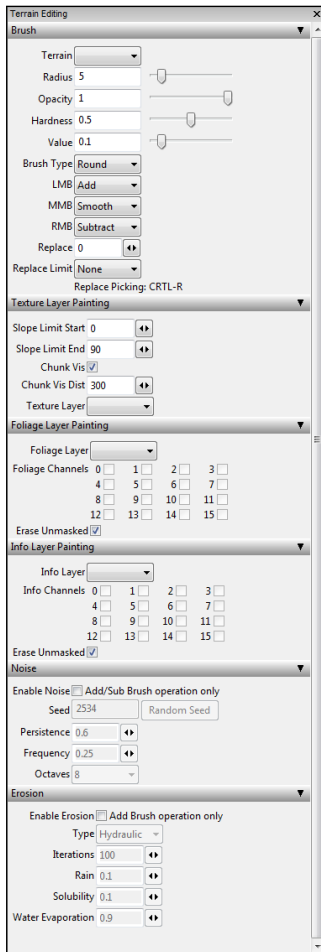 Terrain Editing
Brush
Terrain
Radius 5
Opacity 1
Hardness 0.5
Value 0.1
Brush Type Round
LMB Add
MMB Smooth
RMB Subtract
Replace 0
Replace Limit None
Replace Picking: CRTL-R
Texture Layer Painting
Slope Limit Start 0
Slope Limit End 90
Chunk Vis
Chunk Vis Dist 300
Texture Layer
Foliage Layer Painting
Foliage Layer
Foliage Channels 0 1 2 3
4 5 6 7
8 9 10 11
12 13 14 15
Erase Unmasked
Info Layer Painting
Info Layer
Info Channels 0 1 2 3
4 5 6 7
8 9 10 11
12 13 14 15
Erase Unmasked
Noise
Enable Noise Add/Sub Brush operation only
Seed 2534 Random Seed
Persistence 0.6
Frequency 0.25
Octaves 8
Erosion
Enable Erosion Add Brush operation only
Type Hydraulic
Iterations 100
Rain 0.1
Solubility 0.1
Water Evaporation 0.9